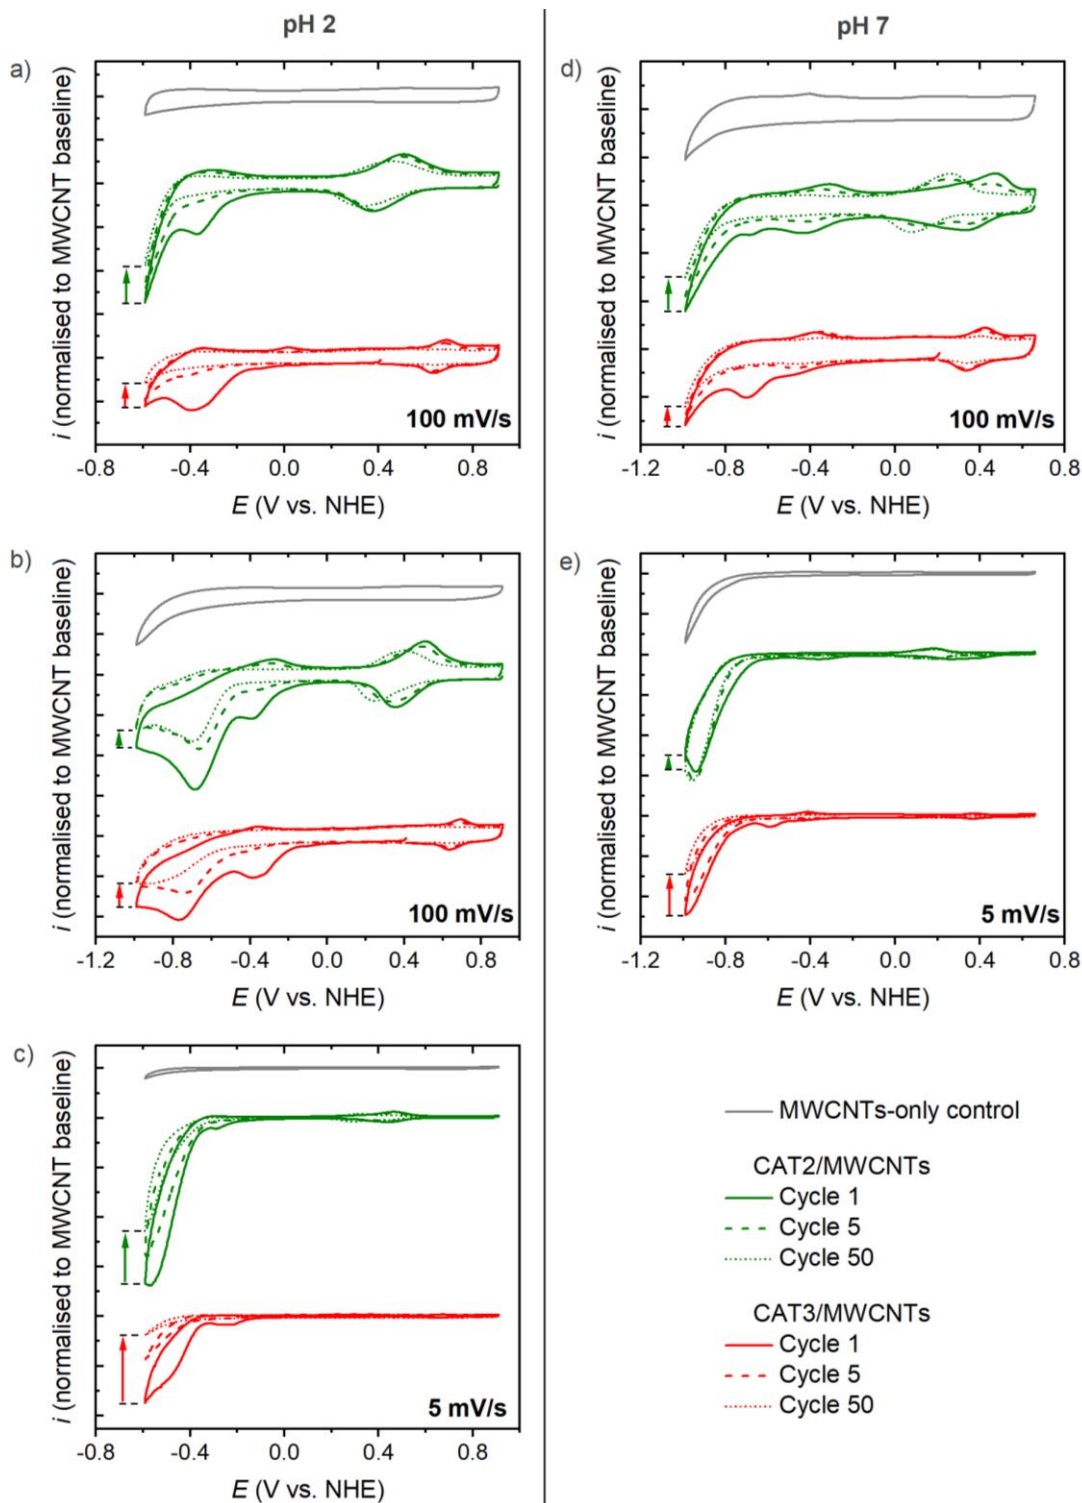 pH 2
pH 7
a)
i (normalised to MWCNT baseline)
100 mV/s
-0.8 -0.4 0.0 0.4 0.8
E (V vs. NHE)
d)
i (normalised to MWCNT baseline)
100 mV/s
-1.2 -0.8 -0.4 0.0 0.4 0.8
E (V vs. NHE)
b)
i (normalised to MWCNT baseline)
100 mV/s
-1.2 -0.8 -0.4 0.0 0.4 0.8
E (V vs. NHE)
e)
i (normalised to MWCNT baseline)
5 mV/s
-1.2 -0.8 -0.4 0.0 0.4 0.8
E (V vs. NHE)
c)
i (normalised to MWCNT baseline)
5 mV/s
-0.8 -0.4 0.0 0.4 0.8
E (V vs. NHE)
MWCNTs-only control
CAT2/MWCNTs
Cycle 1
Cycle 5
Cycle 50
CAT3/MWCNTs
Cycle 1
Cycle 5
Cycle 50